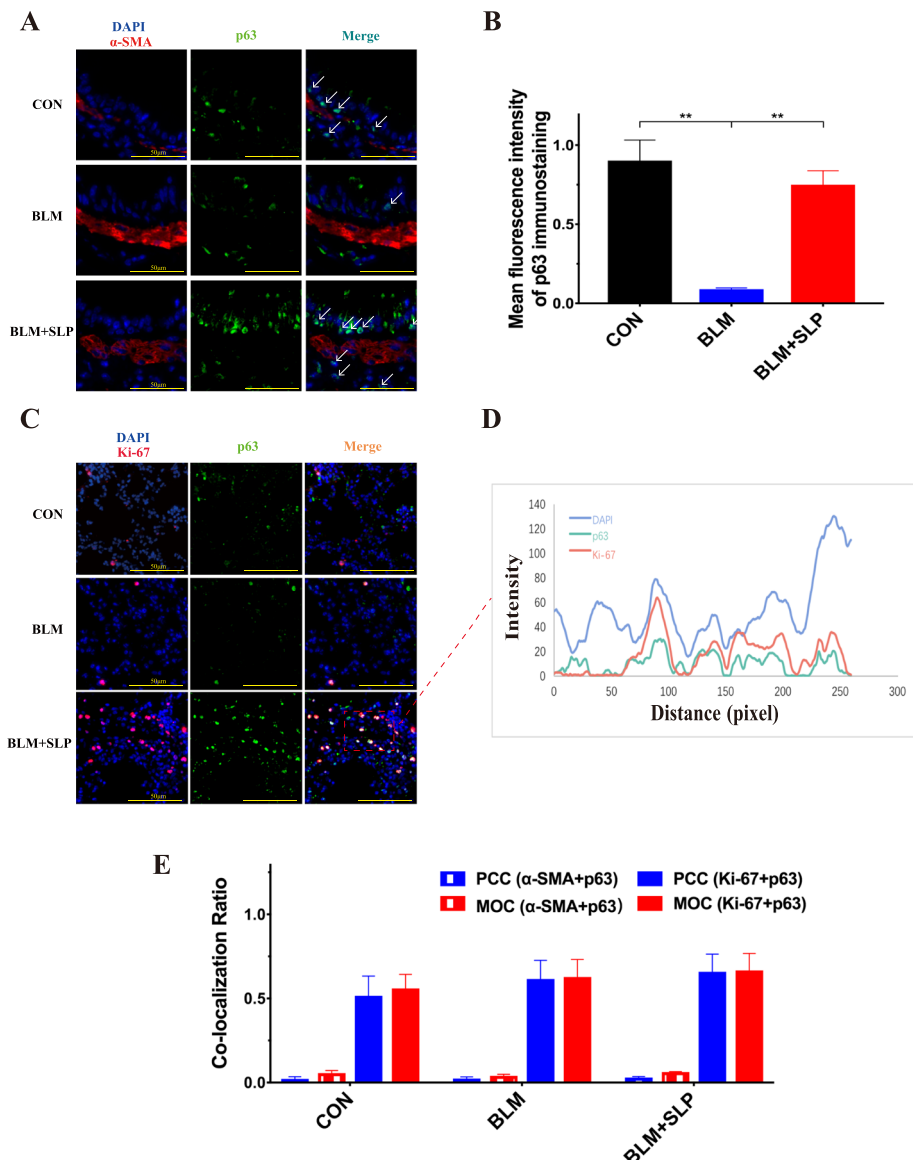 A
DAPI
α-SMA
p63
Merge
CON
50μm
BLM
50μm
BLM+SLP
50μm
B
Mean fluorescence intensity
of p63 immunostaining
1.0
0.5
0.0
**
**
CON
BLM
BLM+SLP
C
DAPI
Ki-67
p63
Merge
CON
50μm
BLM
50μm
BLM+SLP
50μm
D
Intensity
140
120
100
80
60
40
20
0
DAPI
p63
Ki-67
0 50 100 150 200 250 300
Distance (pixel)
E
Co-localization Ratio
1.0
0.5
0.0
PCC (α-SMA+p63) PCC (Ki-67+p63)
MOC (α-SMA+p63) MOC (Ki-67+p63)
CON
BLM
BLM+SLP